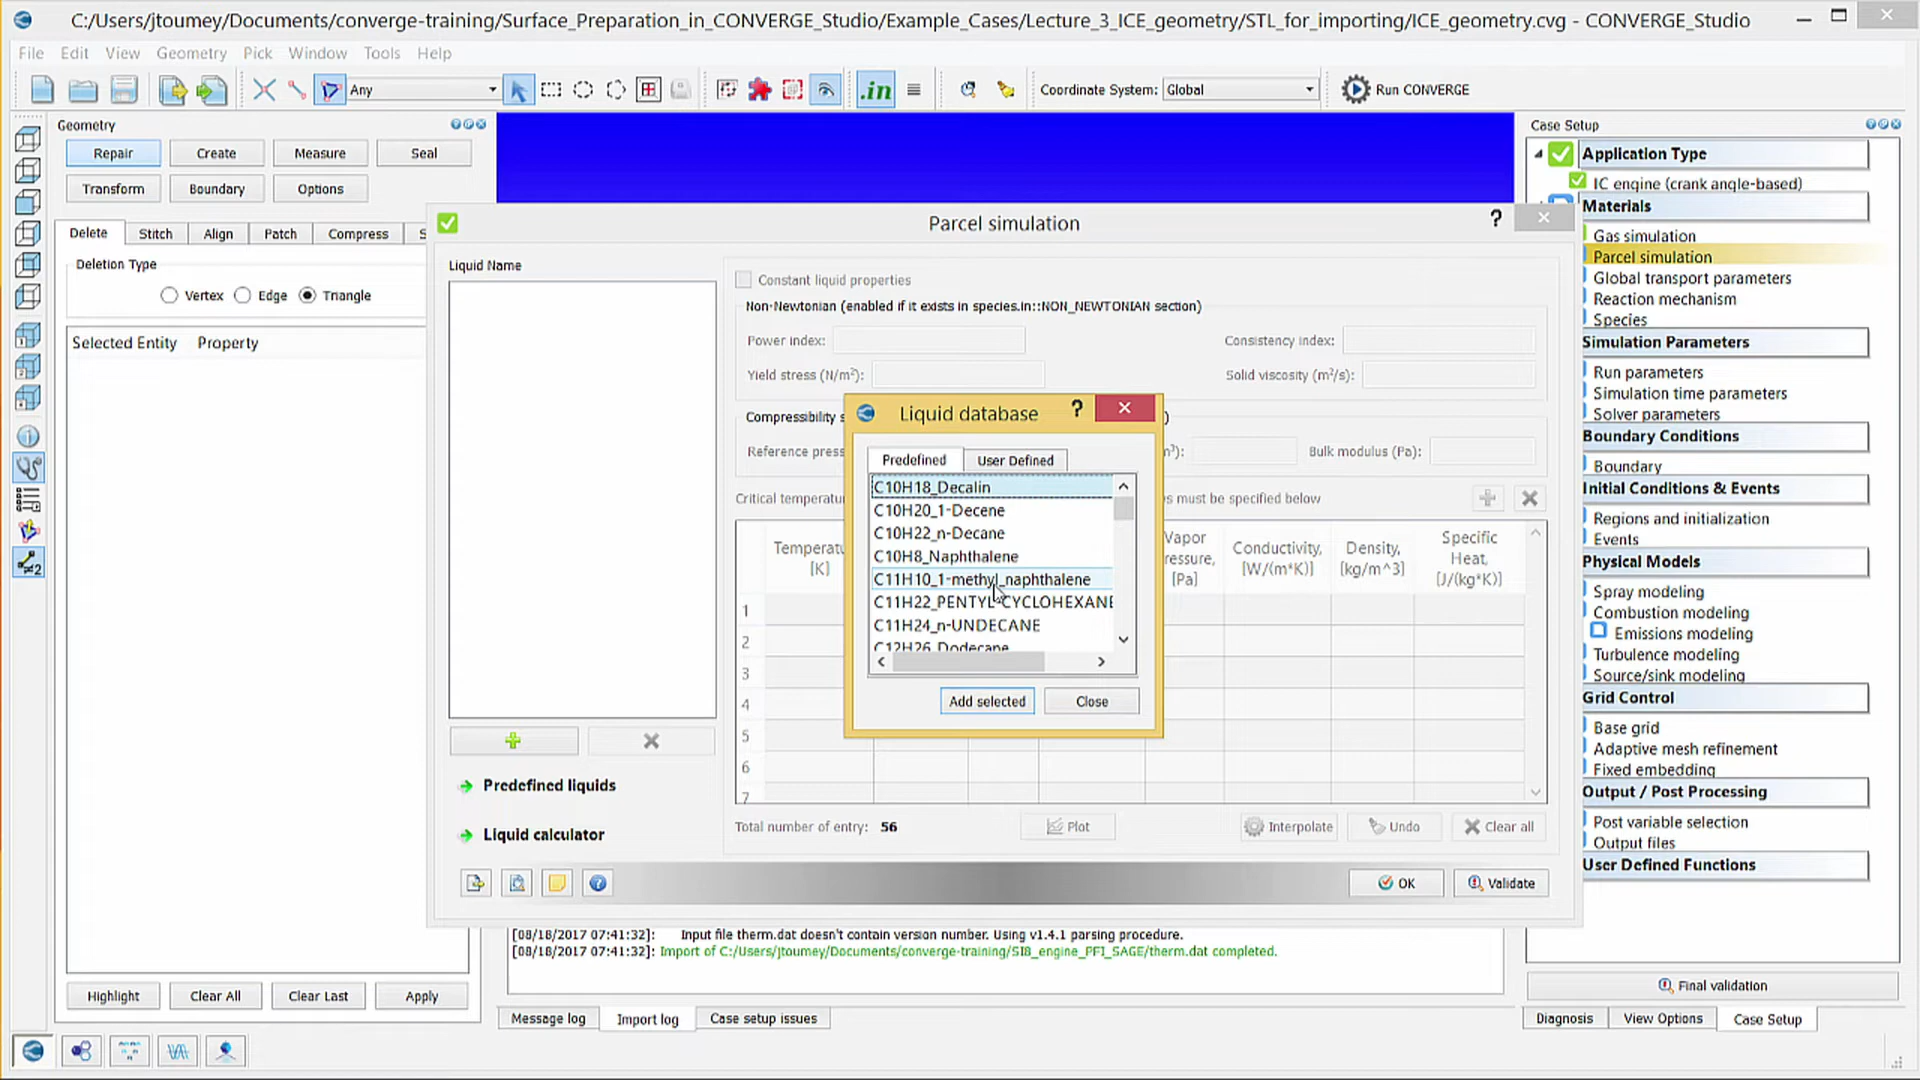 C:/Users/jtoumey/Documents/converge-training/Surface_Preparation_in_CONVERGE_Studio/Example_Cases/Lecture_3_ICE_geometry/STL_for_importing/ICE_geometry.cvg - CONVERGE_Studio
File Edit View Geometry Pick Window Tools Help
Any
.in
Coordinate System: Global
Run CONVERGE
Geometry
Repair Create Measure Seal
Transform Boundary Options
Delete Stitch Align Patch Compress S
Deletion Type
Vertex Edge Triangle
Selected Entity Property
Highlight Clear All Clear Last Apply
Parcel simulation
?
Liquid Name
Predefined liquids
Liquid calculator
Constant liquid properties
Non-Newtonian (enabled if it exists in species.in::NON_NEWTONIAN section)
Power index: Consistency index:
Yield stress (N/m²): Solid viscosity (m²/s):
Compressibility s
Reference press m³): Bulk modulus (Pa):
Critical temperatu s must be specified below
Temperatu [K]
Vapor Pressure, [Pa]
Conductivity, [W/(m*K)]
Density, [kg/m^3]
Specific Heat, [J/(kg*K)]
1
2
3
4
5
6
7
Total number of entry: 56
Plot Interpolate Undo Clear all
OK Validate
Liquid database
?
Predefined User Defined
C10H18_Decalin
C10H20_1-Decene
C10H22_n-Decane
C10H8_Naphthalene
C11H10_1-methyl_naphthalene
C11H22_PENTYL-CYCLOHEXANE
C11H24_n-UNDECANE
C12H26_Dodecane
Add selected Close
[08/18/2017 07:41:32]: Input file therm.dat doesn't contain version number. Using v1.4.1 parsing procedure.
[08/18/2017 07:41:32]: Import of C:/Users/jtoumey/Documents/converge-training/SI8_engine_PFI_SAGE/therm.dat completed.
Message log Import log Case setup issues
Case Setup
Application Type
IC engine (crank angle-based)
Materials
Gas simulation
Parcel simulation
Global transport parameters
Reaction mechanism
Species
Simulation Parameters
Run parameters
Simulation time parameters
Solver parameters
Boundary Conditions
Boundary
Initial Conditions & Events
Regions and initialization
Events
Physical Models
Spray modeling
Combustion modeling
Emissions modeling
Turbulence modeling
Source/sink modeling
Grid Control
Base grid
Adaptive mesh refinement
Fixed embedding
Output / Post Processing
Post variable selection
Output files
User Defined Functions
Final validation
Diagnosis View Options Case Setup